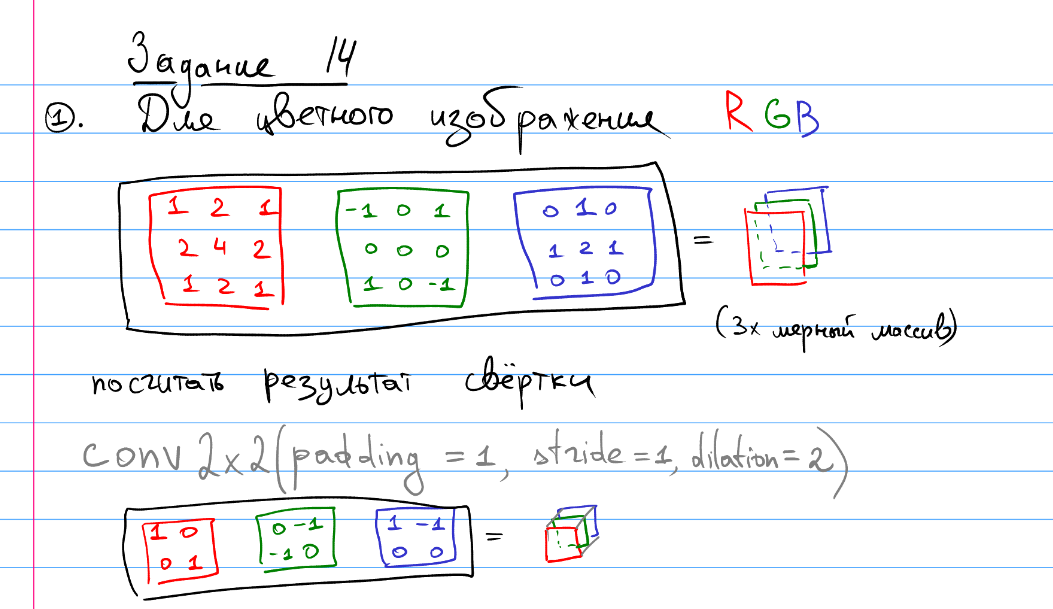 Задание 14
①. Для цветного изображения R G B
1 2 1 -1 0 1 0 1 0
2 4 2 0 0 0 1 2 1 =
1 2 1 1 0 -1 0 1 0
(3х мерный массив)
посчитать результат свёртки
conv 2x2(padding = 1, stride = 1, dilation = 2)
1 0 0 -1 1 -1 =
0 1 -1 0 0 0